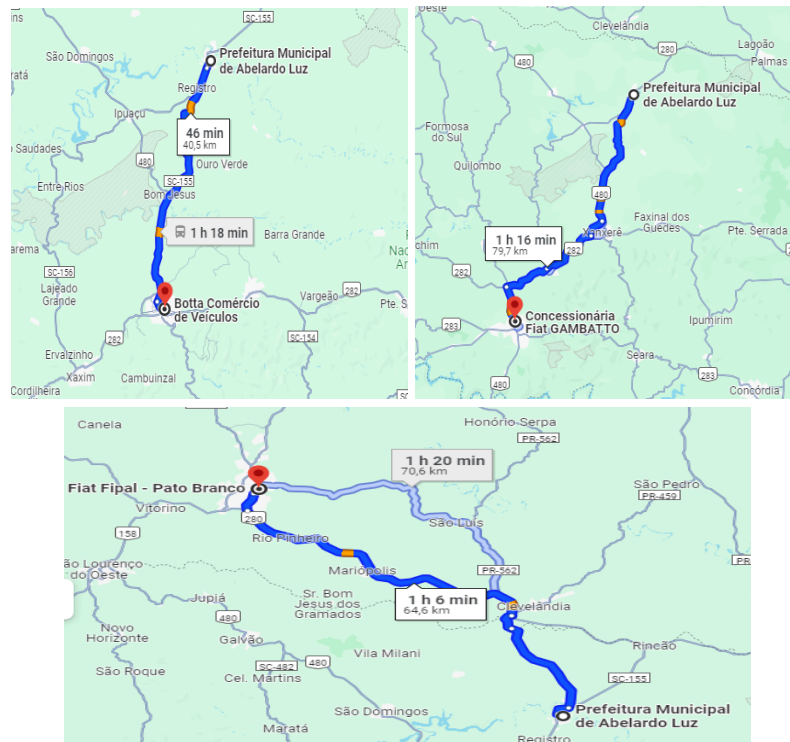 SC-155
São Domingos
Prefeitura Municipal
de Abelardo Luz
Registro
Ipuaçu
46 min
40,5 km
480
Ouro Verde
SC-155
Entre Rios
Bom Jesus
1 h 18 min
Barra Grande
SC-156
Lajeado
Grande
282
Botta Comércio
de Veículos
Vargeão
Pte. S
282
SC-154
Ervalzinho
Xaxim
Cambuinzal
Cordilheira
Oeste
Clevelândia
280
Lagoão
Palmas
480
Prefeitura Municipal
de Abelardo Luz
Formosa
do Sul
Quilombo
480
Faxinal dos
Guedes
Xanxerê
Pte. Serrada
1 h 16 min
79,7 km
282
282
Concessionária
Fiat GAMBATTO
283
Ipumirim
Seara
283
480
Concórdia
Canela
Honório Serpa
PR-562
1 h 20 min
70,6 km
São Pedro
PR-459
Fiat Fipal - Pato Branco
Vitorino
280
São Luis
158
Rio Pinheiro
Mariópolis
PR-562
São Lourenço
do Oeste
1 h 6 min
64,6 km
Clevelândia
Jupiá
Sr. Bom
Jesus dos
Gramados
480
Novo
Horizonte
Galvão
Vila Milani
Rincão
São Roque
SC-482
480
Cel. Martins
SC-155
São Domingos
Prefeitura Municipal
de Abelardo Luz
Maratá
Registro